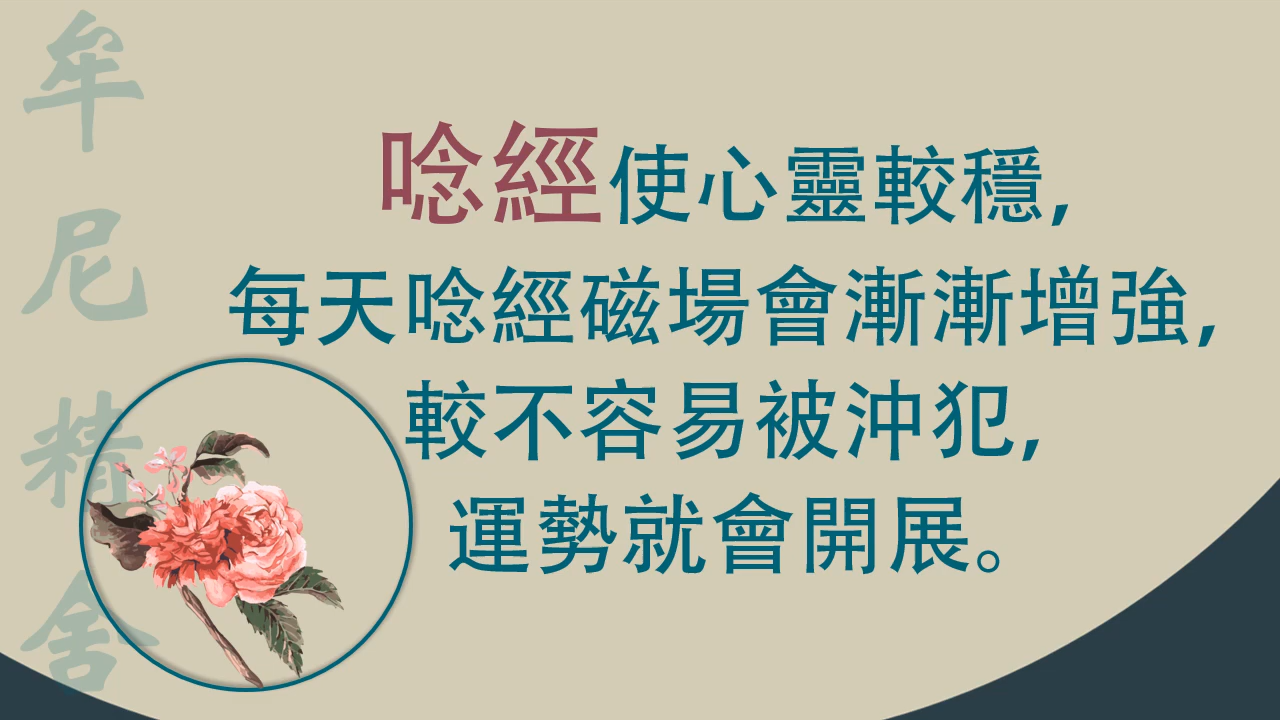 牟尼精舍
唸經使心靈較穩,
每天唸經磁場會漸漸增強,
較不容易被沖犯,
運勢就會開展。